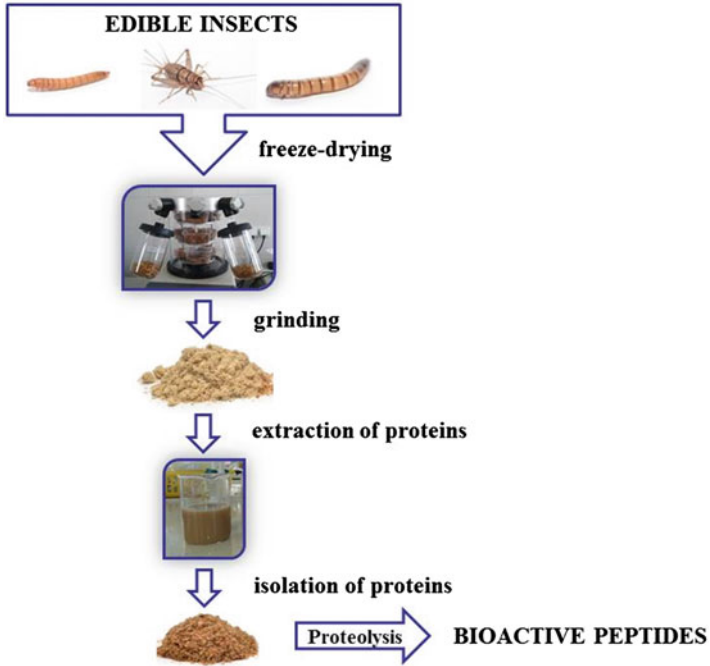 EDIBLE INSECTS
freeze-drying
grinding
extraction of proteins
isolation of proteins
Proteolysis
BIOACTIVE PEPTIDES